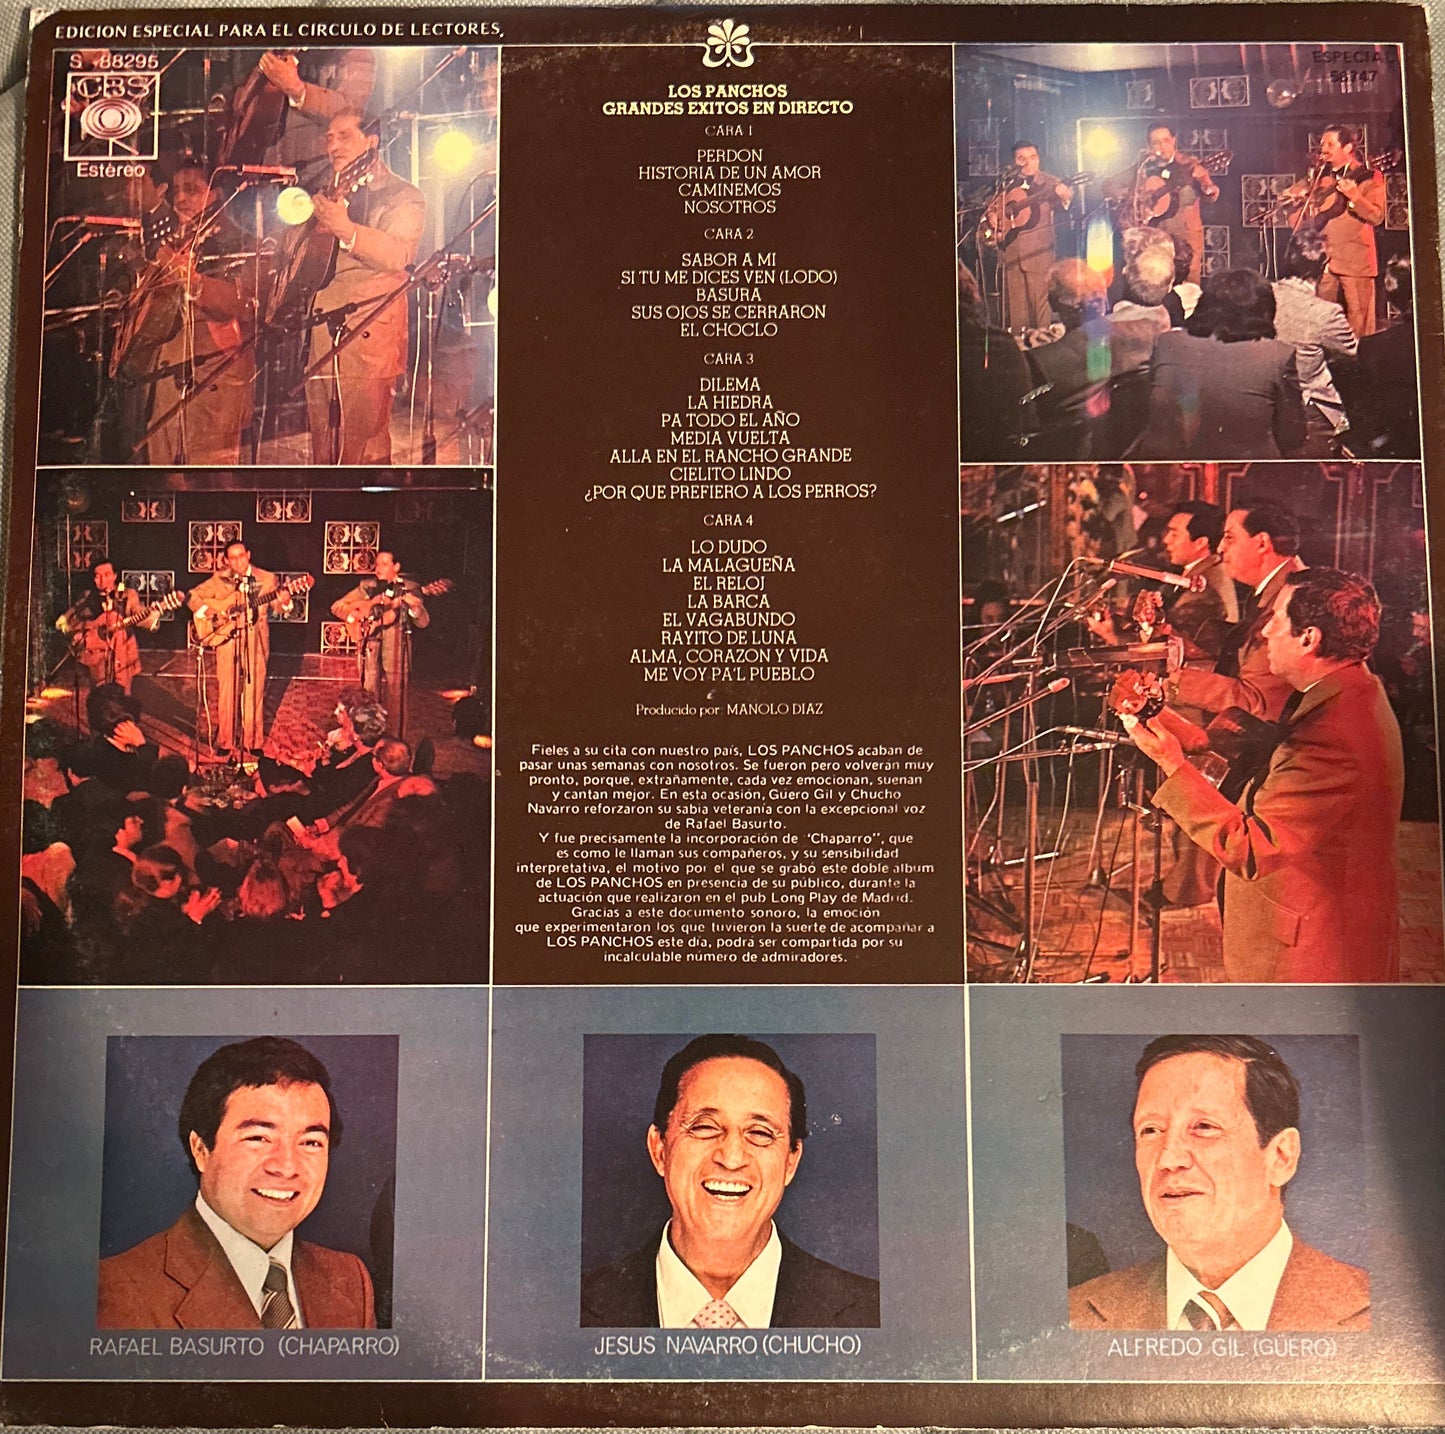 EDICION ESPECIAL PARA EL CIRCULO DE LECTORES,
S 88295
CBS
Estéreo
ESPECIAL
58747
LOS PANCHOS
GRANDES EXITOS EN DIRECTO
CARA 1
PERDON
HISTORIA DE UN AMOR
CAMINEMOS
NOSOTROS
CARA 2
SABOR A MI
SI TU ME DICES VEN (LODO)
BASURA
SUS OJOS SE CERRARON
EL CHOCLO
CARA 3
DILEMA
LA HIEDRA
PA TODO EL AÑO
MEDIA VUELTA
ALLA EN EL RANCHO GRANDE
CIELITO LINDO
¿POR QUE PREFIERO A LOS PERROS?
CARA 4
LO DUDO
LA MALAGUEÑA
EL RELOJ
LA BARCA
EL VAGABUNDO
RAYITO DE LUNA
ALMA, CORAZON Y VIDA
ME VOY PA'L PUEBLO
Producido por: MANOLO DIAZ
Fieles a su cita con nuestro país, LOS PANCHOS acaban de
pasar unas semanas con nosotros. Se fueron pero volverán muy
pronto, porque, extrañamente, cada vez emocionan, suenan
y cantan mejor. En esta ocasión, Güero Gil y Chucho
Navarro reforzaron su sabia veteranía con la excepcional voz
de Rafael Basurto.
Y fue precisamente la incorporación de "Chaparro", que
es como le llaman sus compañeros, y su sensibilidad
interpretativa, el motivo por el que se grabó este doble album
de LOS PANCHOS en presencia de su público, durante la
actuación que realizaron en el pub Long Play de Madrid.
Gracias a este documento sonoro, la emoción
que experimentaron los que tuvieron la suerte de acompañar a
LOS PANCHOS este día, podrá ser compartida por su
incalculable número de admiradores.
RAFAEL BASURTO (CHAPARRO)
JESUS NAVARRO (CHUCHO)
ALFREDO GIL (GÜERO)